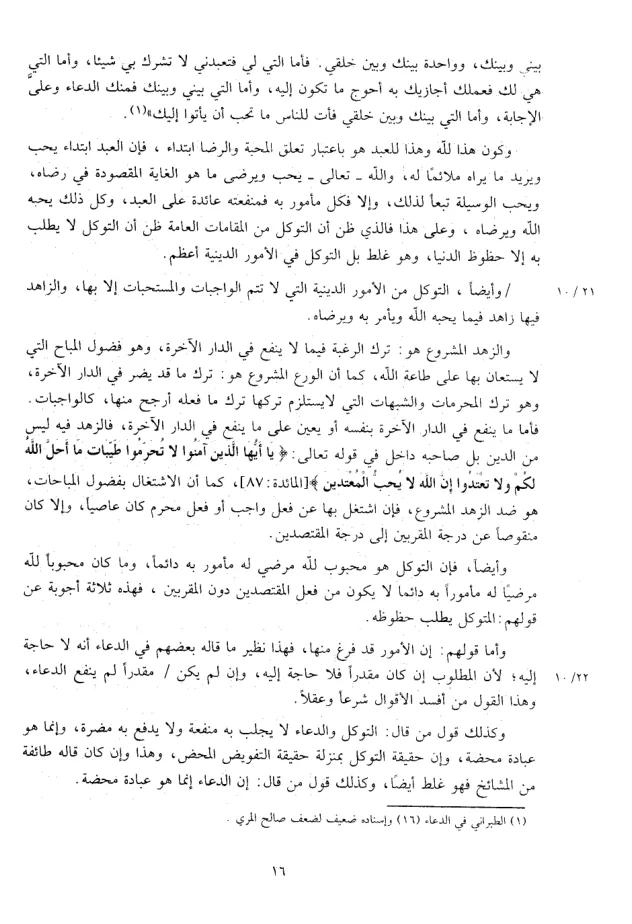 بيني وبينك، وواحدة بينك وبين خلقي. فأما التي لي فتعبدني لا تشرك بي شيئا، وأما التي
هي لك فعملك أجازيك به أحوج ما تكون إليه، وأما التي بيني وبينك فمنك الدعاء وعليَّ
الإجابة، وأما التي بينك وبين خلقي فأت للناس ما تحب أن يأتوا إليك»(١).
وكون هذا لله وهذا للعبد هو باعتبار تعلق المحبة والرضا ابتداء ، فإن العبد ابتداء يحب
ويريد ما يراه ملائمًا له، والله ـ تعالى ـ يحب ويرضى ما هو الغاية المقصودة في رضاه،
ويحب الوسيلة تبعاً لذلك، وإلا فكل مأمور به فمنفعته عائدة على العبد، وكل ذلك يحبه
الله ويرضاه ، وعلى هذا فالذي ظن أن التوكل من المقامات العامة ظن أن التوكل لا يطلب
به إلا حظوظ الدنيا، وهو غلط بل التوكل في الأمور الدينية أعظم.
١٠/٢١ / وأيضاً ، التوكل من الأمور الدينية التي لا تتم الواجبات والمستحبات إلا بها، والزاهد
فيها زاهد فيما يحبه الله ويأمر به ويرضاه.
والزهد المشروع هو: ترك الرغبة فيما لا ينفع في الدار الآخرة، وهو فضول المباح التي
لا يستعان بها على طاعة الله، كما أن الورع المشروع هو: ترك ما قد يضر في الدار الآخرة،
وهو ترك المحرمات والشبهات التي لايستلزم تركها ترك ما فعله أرجح منها، كالواجبات.
فأما ما ينفع في الدار الآخرة بنفسه أو يعين على ما ينفع في الدار الآخرة، فالزهد فيه ليس
من الدين بل صاحبه داخل في قوله تعالى: ﴿ يا أَيُّها الَّذين آمنُوا لا تُحَرِّمُوا طَيِّبات مَا أحلَّ اللَّهُ
لكُمْ ولا تَعْتدُوا إنَّ الله لا يُحبُّ الْمُعْتدين ﴾[المائدة: ٨٧]، كما أن الاشتغال بفضول المباحات،
هو ضد الزهد المشروع، فإن اشتغل بها عن فعل واجب أو فعل محرم كان عاصياً، وإلا كان
منقوصاً عن درجة المقربين إلى درجة المقتصدين.
وأيضاً، فإن التوكل هو محبوب لله مرضي له مأمور به دائماً، وما كان محبوباً لله
مرضيًا له مأموراً به دائما لا يكون من فعل المقتصدين دون المقربين ، فهذه ثلاثة أجوبة عن
قولهم: المتوكل يطلب حظوظه.
وأما قولهم: إن الأمور قد فرغ منها، فهذا نظير ما قاله بعضهم في الدعاء أنه لا حاجة
١٠/٢٢ إليه؛ لأن المطلوب إن كان مقدراً فلا حاجة إليه، وإن لم يكن / مقدراً لم ينفع الدعاء،
وهذا القول من أفسد الأقوال شرعاً وعقلاً.
وكذلك قول من قال: التوكل والدعاء لا يجلب به منفعة ولا يدفع به مضرة، وإنما هو
عبادة محضة، وإن حقيقة التوكل بمنزلة حقيقة التفويض المحض، وهذا وإن كان قاله طائفة
من المشائخ فهو غلط أيضًا، وكذلك قول من قال: إن الدعاء إنما هو عبادة محضة.
(١) الطبراني في الدعاء (١٦) وإسناده ضعيف لضعف صالح المري .
١٦